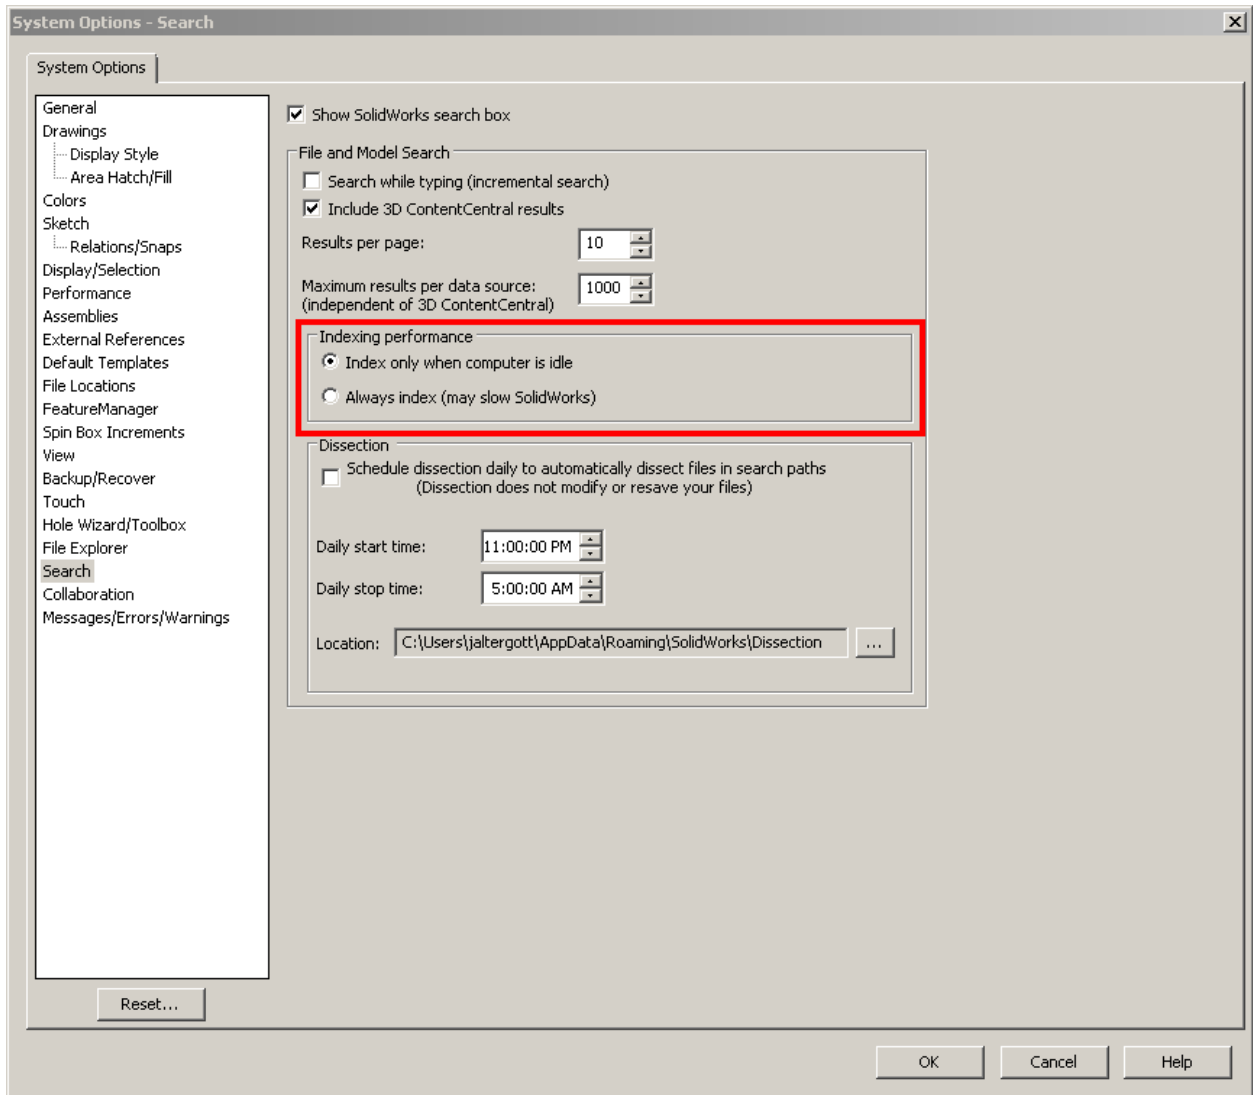 System Options - Search
System Options
General
Drawings
Display Style
Area Hatch/Fill
Colors
Sketch
Relations/Snaps
Display/Selection
Performance
Assemblies
External References
Default Templates
File Locations
FeatureManager
Spin Box Increments
View
Backup/Recover
Touch
Hole Wizard/Toolbox
File Explorer
Search
Collaboration
Messages/Errors/Warnings
Reset...
Show SolidWorks search box
File and Model Search
Search while typing (incremental search)
Include 3D ContentCentral results
Results per page: 10
Maximum results per data source: 1000
(independent of 3D ContentCentral)
Indexing performance
Index only when computer is idle
Always index (may slow SolidWorks)
Dissection
Schedule dissection daily to automatically dissect files in search paths
(Dissection does not modify or resave your files)
Daily start time: 11:00:00 PM
Daily stop time: 5:00:00 AM
Location: C:\Users\jaltergott\AppData\Roaming\SolidWorks\Dissection ...
OK Cancel Help